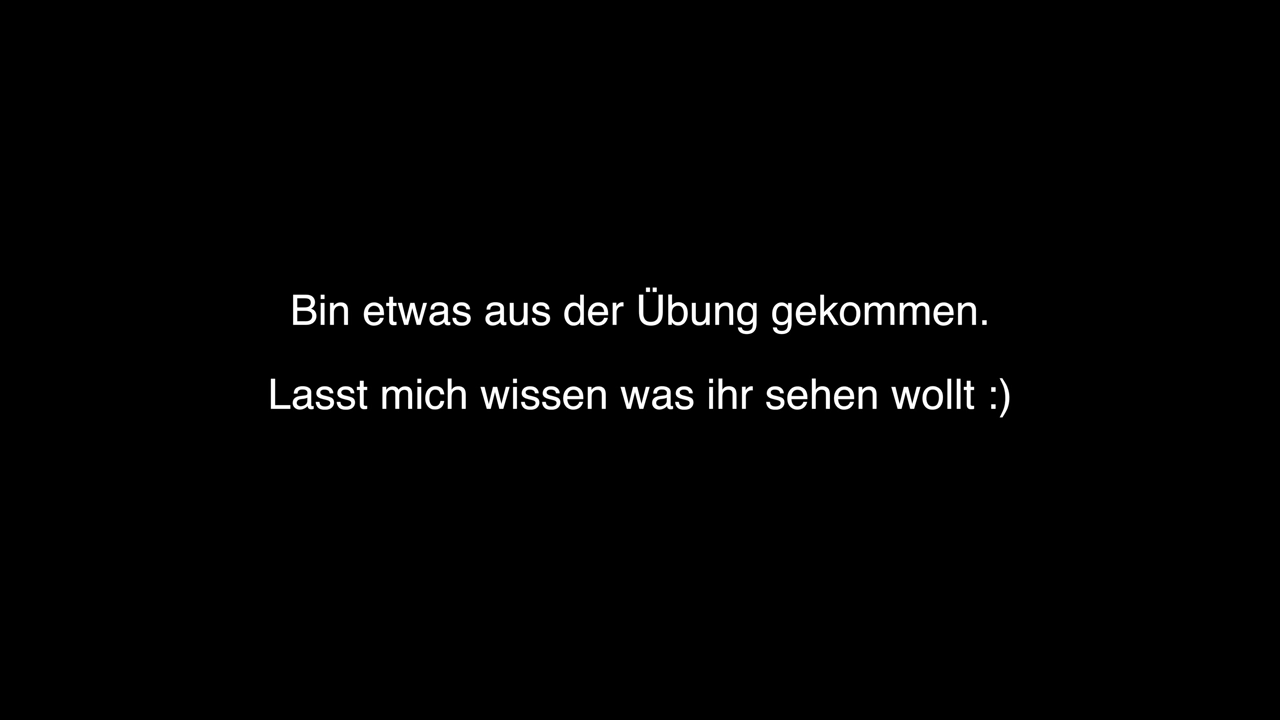 Bin etwas aus der Übung gekommen.
Lasst mich wissen was ihr sehen wollt :)